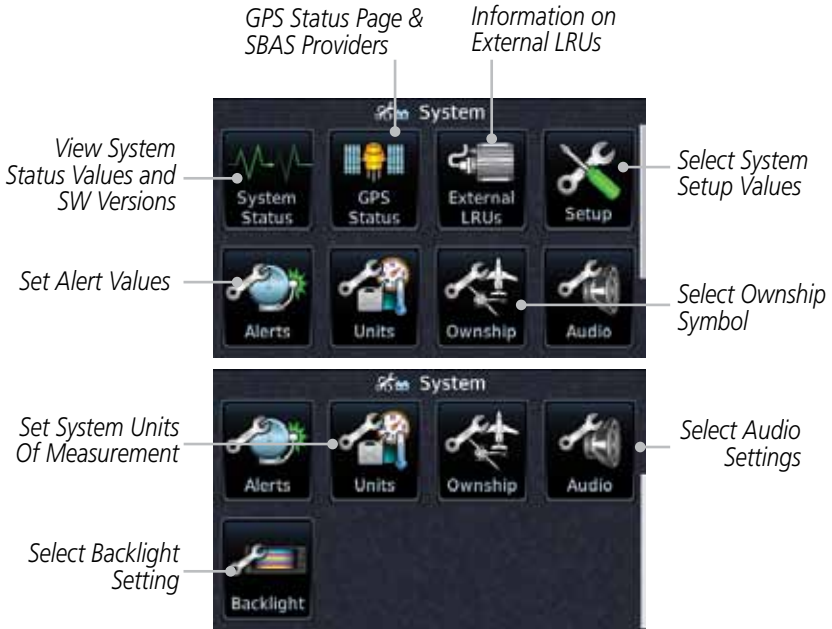 GPS Status Page &
SBAS Providers
Information on
External LRUs
System
View System
Status Values and
SW Versions
System
Status
GPS
Status
External
LRUs
Setup
Select System
Setup Values
Set Alert Values
Alerts
Units
Ownship
Audio
Select Ownship
Symbol
System
Set System Units
Of Measurement
Alerts
Units
Ownship
Audio
Select Audio
Settings
Select Backlight
Setting
Backlight